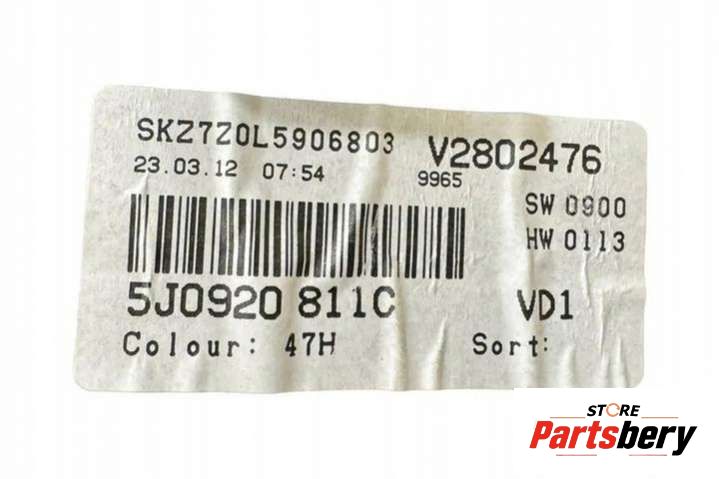 SKZ7Z0L5906803 V2802476
23.03.12 07:54 9965
SW 0900
HW 0113
5J0920 811C VD1
Colour: 47H Sort:
STORE
Partsbery